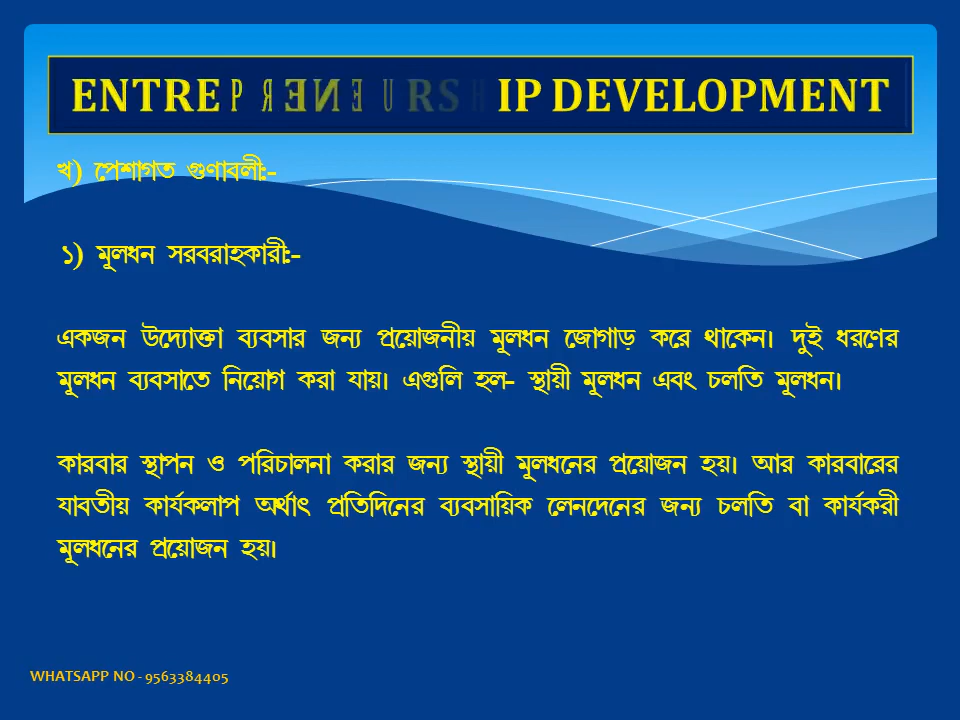 ENTREPRENEURSHIP DEVELOPMENT
খ) পেশাগত গুণাবলী:-
১) মূলধন সরবরাহকারী:-
একজন উদ্যোক্তা ব্যবসার জন্য প্রয়োজনীয় মূলধন জোগাড় করে থাকেন। দুই ধরণের
মূলধন ব্যবসাতে নিয়োগ করা যায়। এগুলি হল- স্থায়ী মূলধন এবং চলতি মূলধন।
কারবার স্থাপন ও পরিচালনা করার জন্য স্থায়ী মূলধনের প্রয়োজন হয়। আর কারবারের
যাবতীয় কার্যকলাপ অর্থাৎ প্রতিদিনের ব্যবসায়িক লেনদেনের জন্য চলতি বা কার্যকরী
মূলধনের প্রয়োজন হয়।
WHATSAPP NO - 9563384405